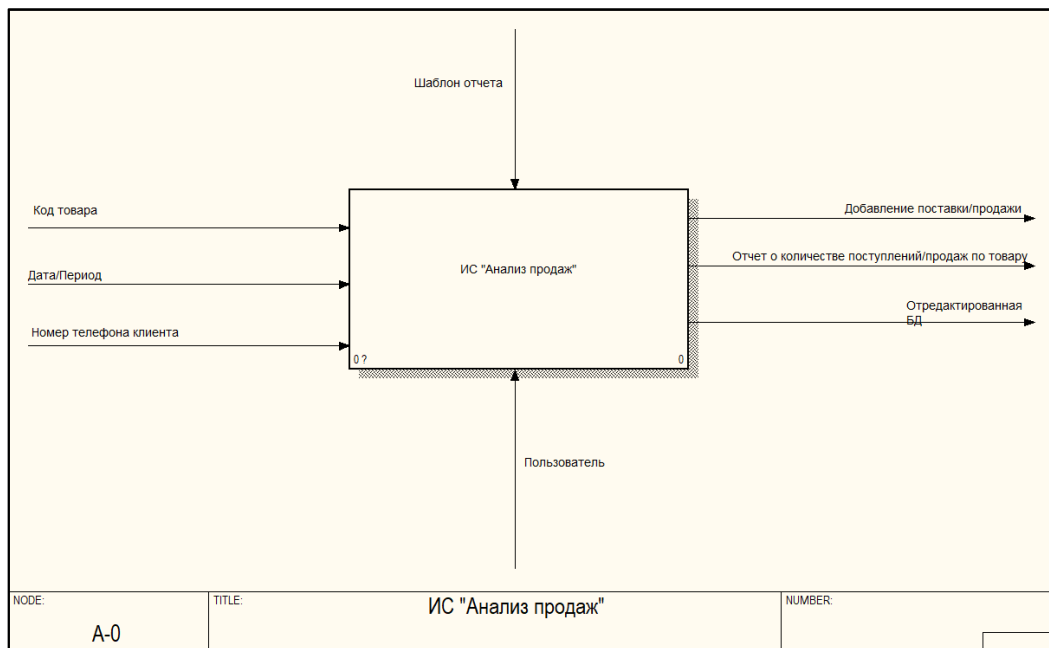 Шаблон отчета
Код товара
Дата/Период
Номер телефона клиента
ИС "Анализ продаж"
0 ?
0
Добавление поставки/продажи
Отчет о количестве поступлений/продаж по товару
Отредактированная
БД
Пользователь
NODE:
A-0
TITLE:
ИС "Анализ продаж"
NUMBER: